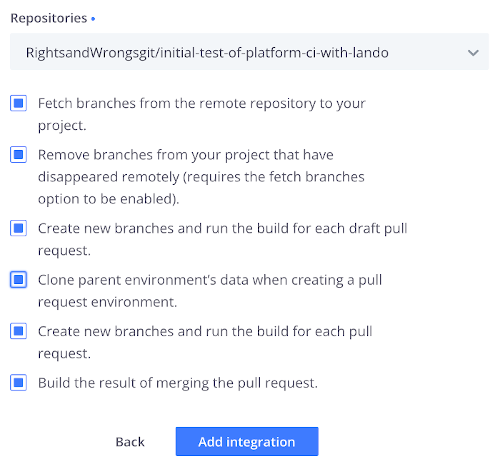 Repositories •
RightsandWrongsgit/initial-test-of-platform-ci-with-lando
Fetch branches from the remote repository to your
project.
Remove branches from your project that have
disappeared remotely (requires the fetch branches
option to be enabled).
Create new branches and run the build for each draft pull
request.
Clone parent environment's data when creating a pull
request environment.
Create new branches and run the build for each pull
request.
Build the result of merging the pull request.
Back
Add integration